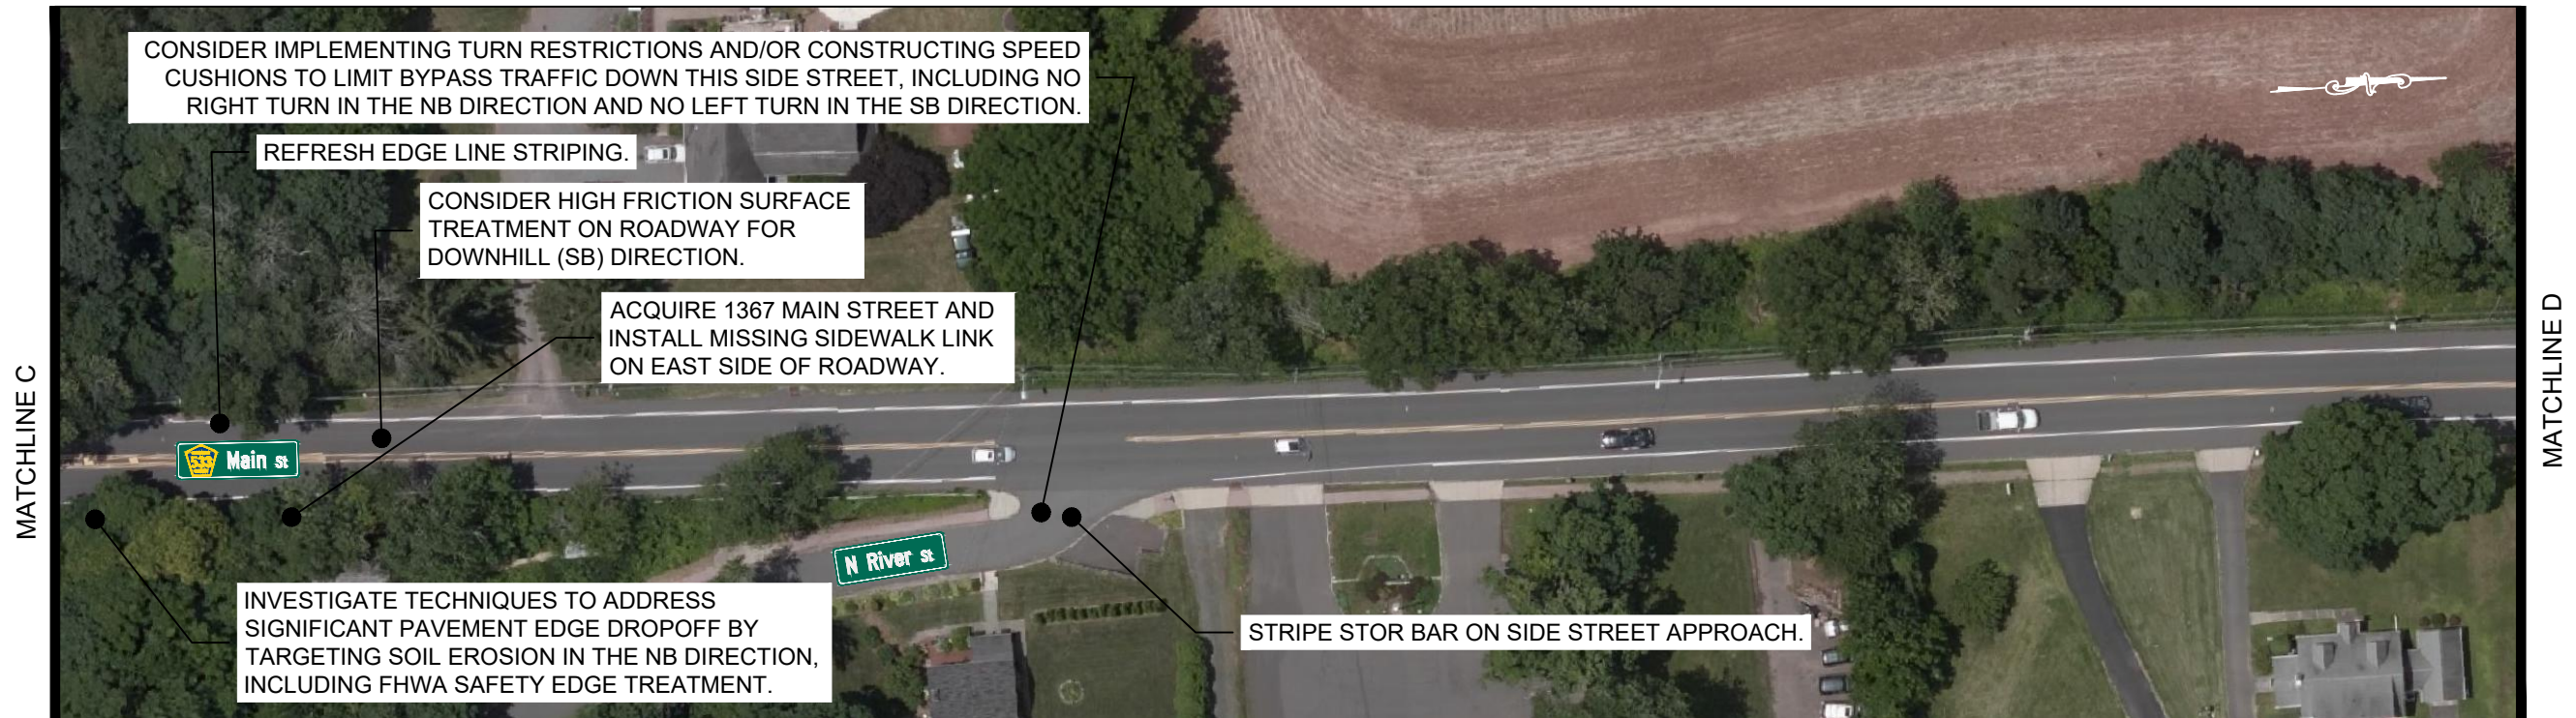 CONSIDER IMPLEMENTING TURN RESTRICTIONS AND/OR CONSTRUCTING SPEED
CUSHIONS TO LIMIT BYPASS TRAFFIC DOWN THIS SIDE STREET, INCLUDING NO
RIGHT TURN IN THE NB DIRECTION AND NO LEFT TURN IN THE SB DIRECTION.
REFRESH EDGE LINE STRIPING.
CONSIDER HIGH FRICTION SURFACE
TREATMENT ON ROADWAY FOR
DOWNHILL (SB) DIRECTION.
ACQUIRE 1367 MAIN STREET AND
INSTALL MISSING SIDEWALK LINK
ON EAST SIDE OF ROADWAY.
MATCHLINE C
MATCHLINE D
Main St
N River St
INVESTIGATE TECHNIQUES TO ADDRESS
SIGNIFICANT PAVEMENT EDGE DROPOFF BY
TARGETING SOIL EROSION IN THE NB DIRECTION,
INCLUDING FHWA SAFETY EDGE TREATMENT.
STRIPE STOR BAR ON SIDE STREET APPROACH.